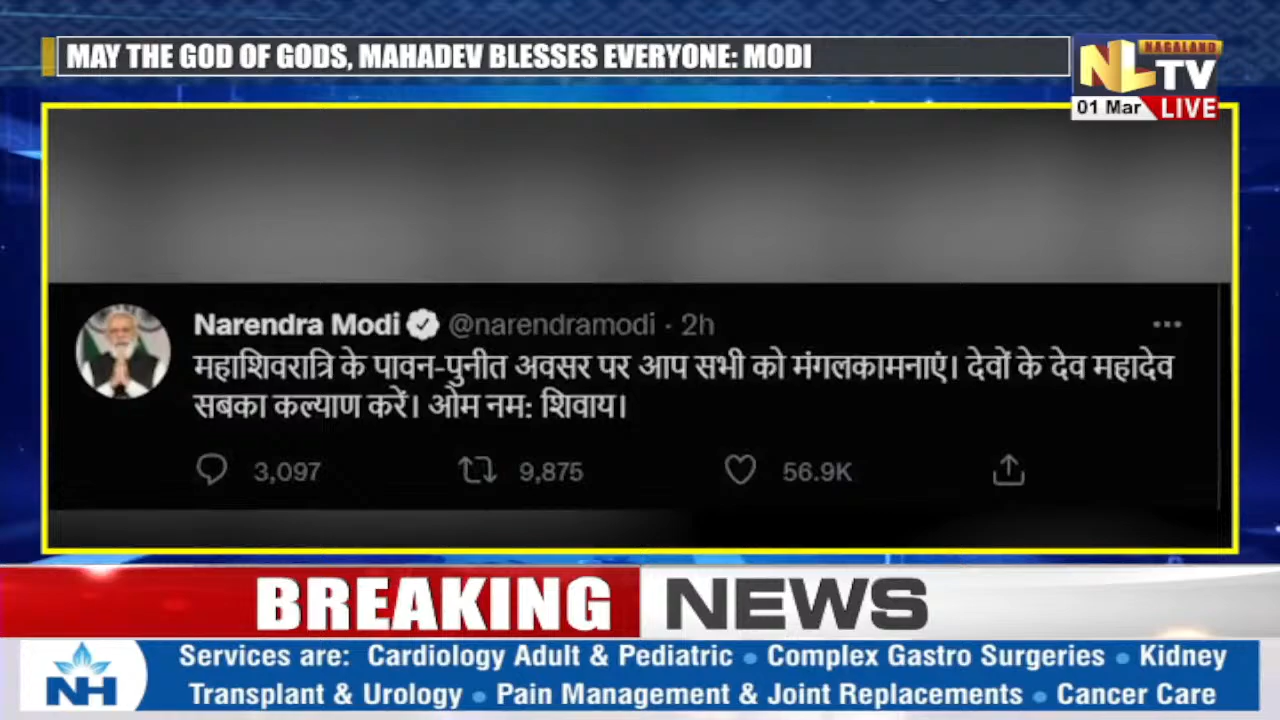 MAY THE GOD OF GODS, MAHADEV BLESSES EVERYONE: MODI
NAGALAND
NL TV
01 Mar LIVE
Narendra Modi @narendramodi · 2h
महाशिवरात्रि के पावन-पुनीत अवसर पर आप सभी को मंगलकामनाएं। देवों के देव महादेव
सबका कल्याण करें। ओम नम: शिवाय।
3,097 9,875 56.9K
BREAKING NEWS
NH
Services are: Cardiology Adult & Pediatric • Complex Gastro Surgeries • Kidney
Transplant & Urology • Pain Management & Joint Replacements • Cancer Care